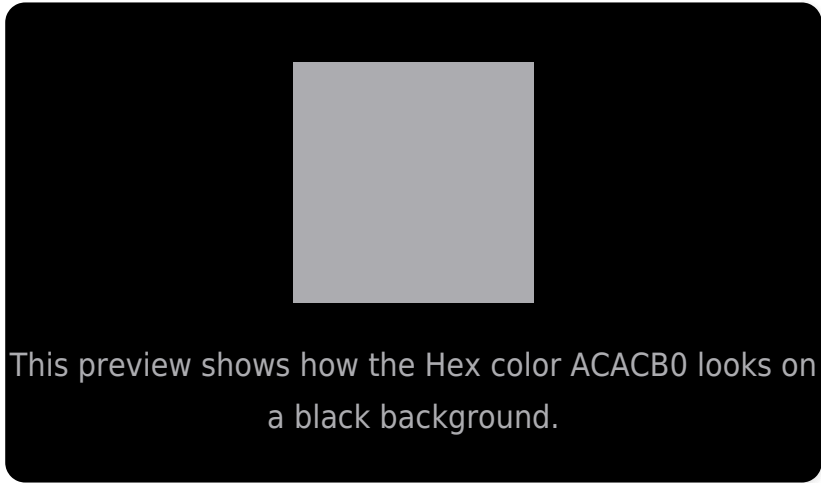 This preview shows how the Hex color ACACB0 looks on
a black background.